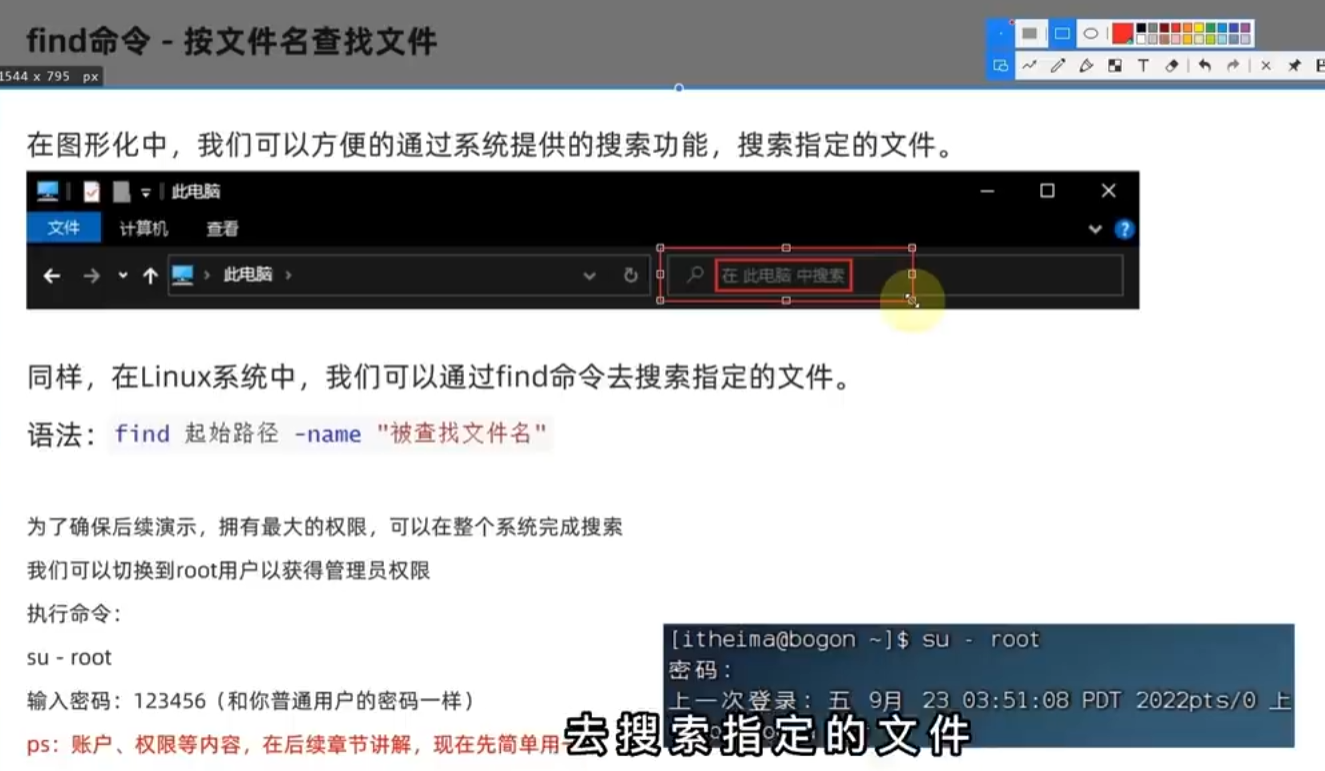 find命令 - 按文件名查找文件
1544 x 795 px
在图形化中，我们可以方便的通过系统提供的搜索功能，搜索指定的文件。
此电脑
文件 计算机 查看
此电脑
在 此电脑 中搜索
同样，在Linux系统中，我们可以通过find命令去搜索指定的文件。
语法：find 起始路径 -name "被查找文件名"
为了确保后续演示，拥有最大的权限，可以在整个系统完成搜索
我们可以切换到root用户以获得管理员权限
执行命令：
su - root
输入密码：123456（和你普通用户的密码一样）
ps：账户、权限等内容，在后续章节讲解，现在先简单用
[itheima@bogon ~]$ su - root
密码：
上一次登录：五 9月 23 03:51:08 PDT 2022pts/0 上
去搜索指定的文件